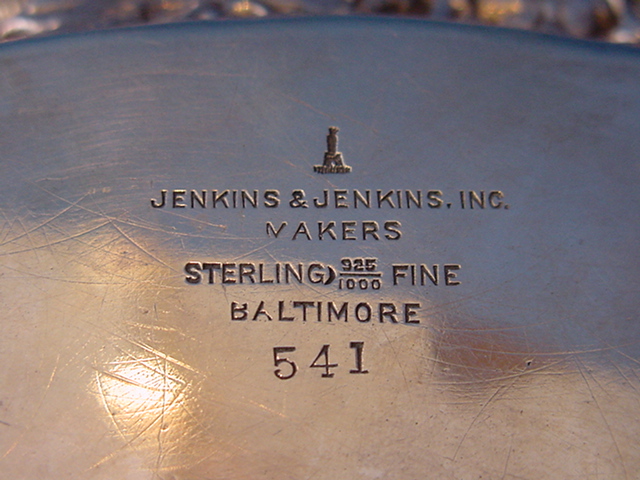 JENKINS & JENKINS, INC.
MAKERS
STERLING) 925/1000 FINE
BALTIMORE
541